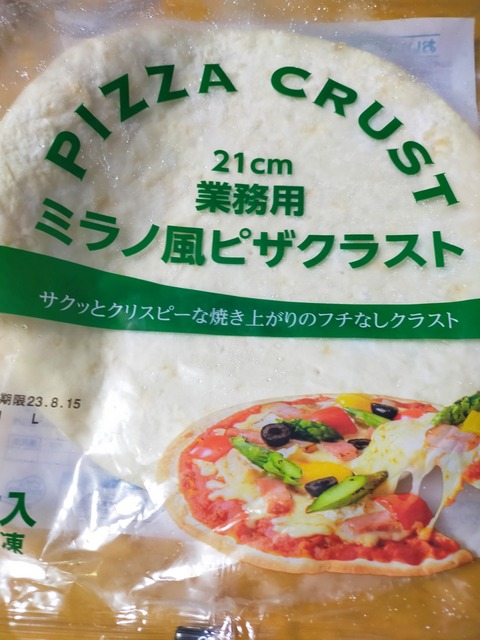 PIZZA CRUST
21cm
業務用
ミラノ風ピザクラスト
サクッとクリスピーな焼き上がりのフチなしクラスト
期限23.8.15
L
入
凍